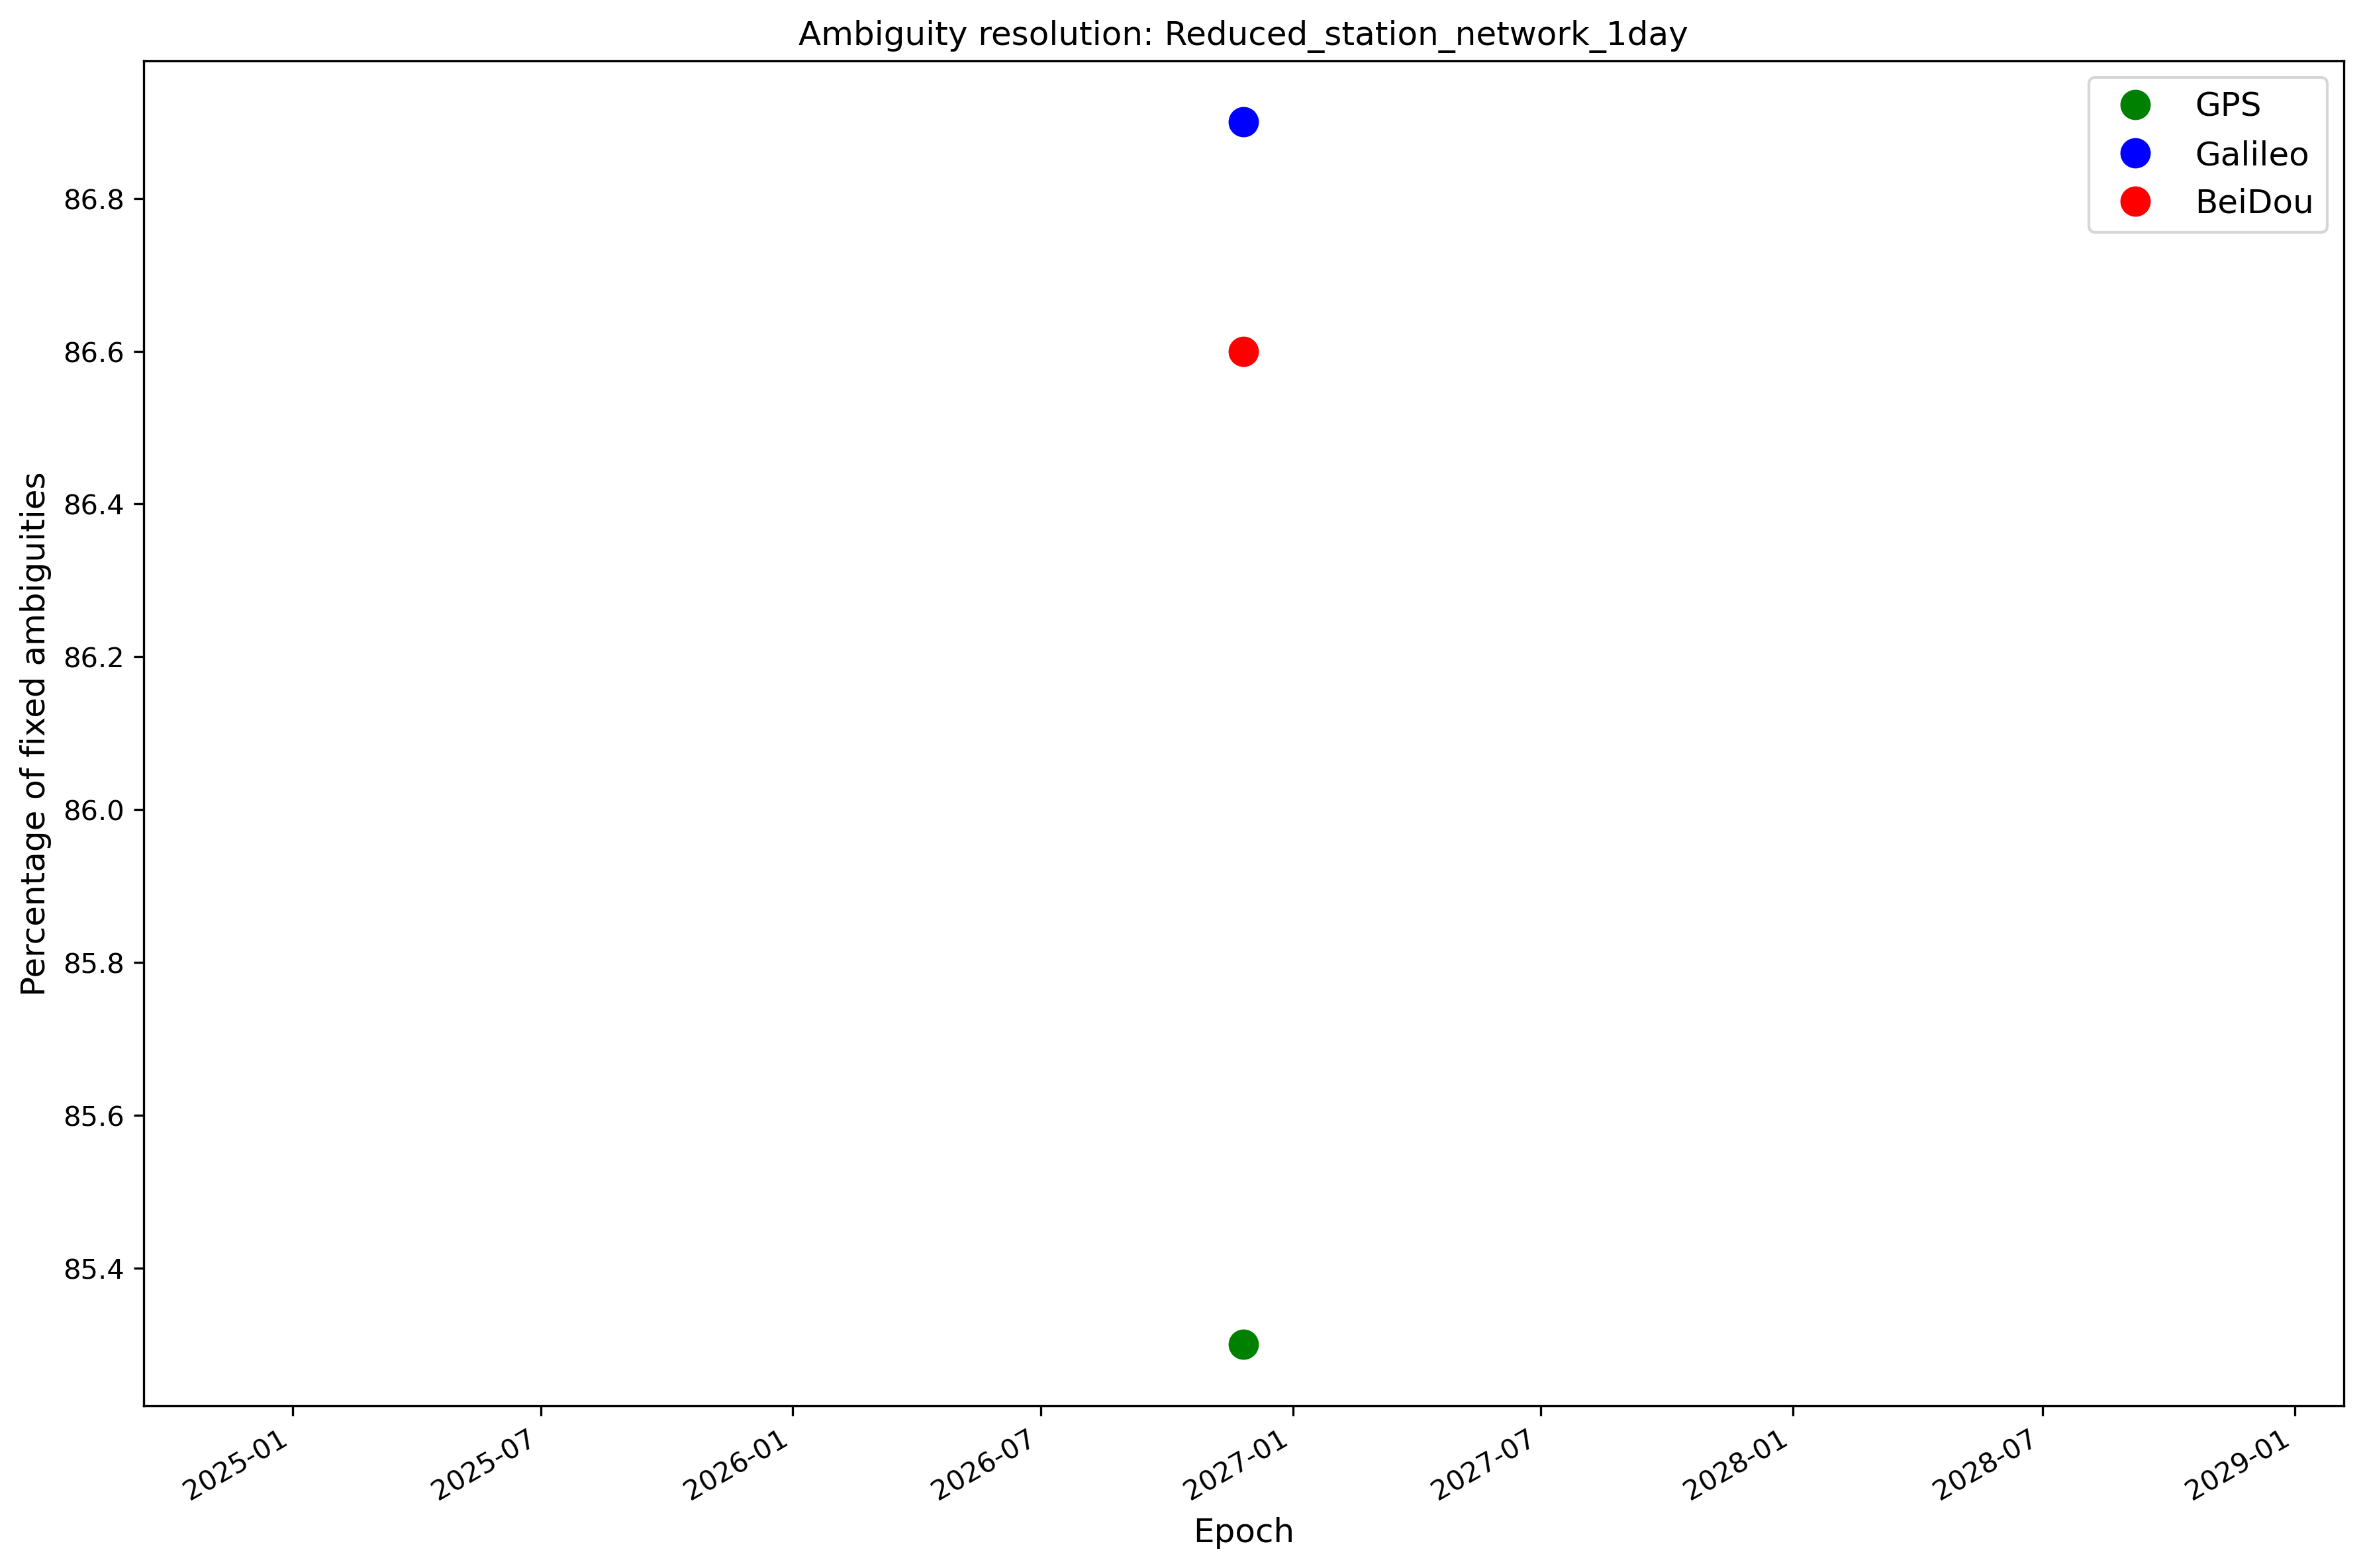 Ambiguity resolution: Reduced_station_network_1day
GPS
Galileo
BeiDou
Percentage of fixed ambiguities
86.8
86.6
86.4
86.2
86.0
85.8
85.6
85.4
2025-01
2025-07
2026-01
2026-07
2027-01
2027-07
2028-01
2028-07
2029-01
Epoch